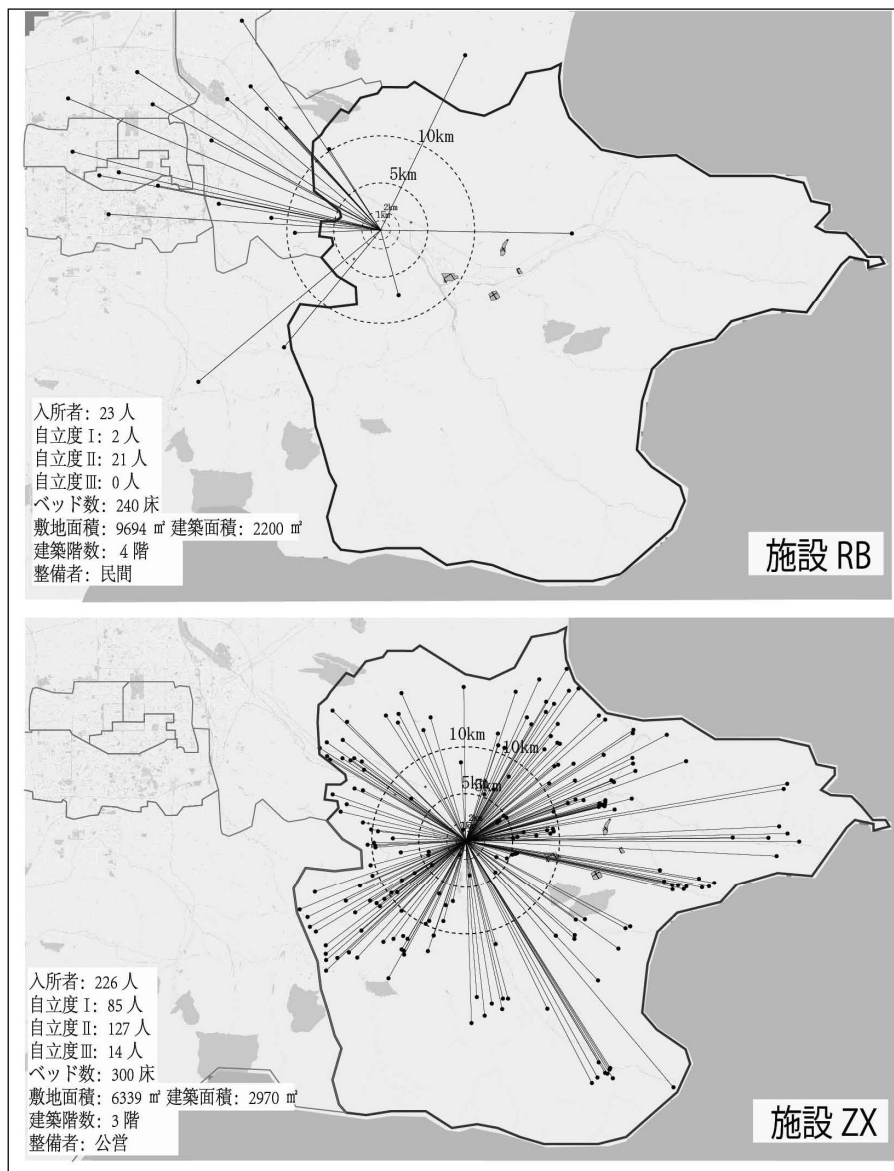 10km
5km
2km
1km
入所者: 23 人
自立度 I: 2 人
自立度 II: 21 人
自立度 III: 0 人
ベッド数: 240 床
敷地面積: 9694 ㎡ 建築面積: 2200 ㎡
建築階数: 4 階
整備者: 民間
施設 RB
10km
10km
5km
5km
2km
入所者: 226 人
自立度 I: 85 人
自立度 II: 127 人
自立度 III: 14 人
ベッド数: 300 床
敷地面積: 6339 ㎡ 建築面積: 2970 ㎡
建築階数: 3 階
整備者: 公営
施設 ZX